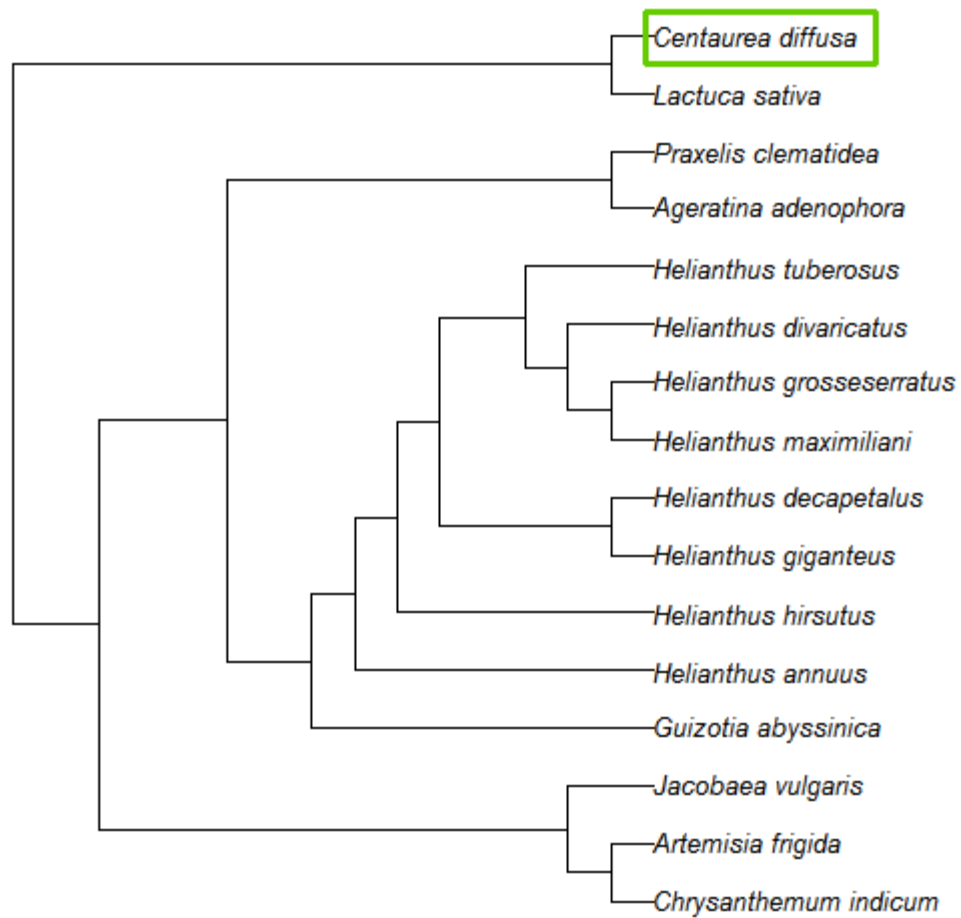 Centaurea diffusa
Lactuca sativa
Praxelis clematidea
Ageratina adenophora
Helianthus tuberosus
Helianthus divaricatus
Helianthus grosseserratus
Helianthus maximiliani
Helianthus decapetalus
Helianthus giganteus
Helianthus hirsutus
Helianthus annuus
Guizotia abyssinica
Jacobaea vulgaris
Artemisia frigida
Chrysanthemum indicum